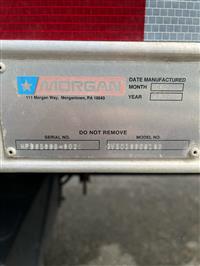 MORGAN
111 Morgan Way, Morgantown, PA 19543
DATE MANUFACTURED
MONTH
YEAR
DO NOT REMOVE
SERIAL NO. MODEL NO.